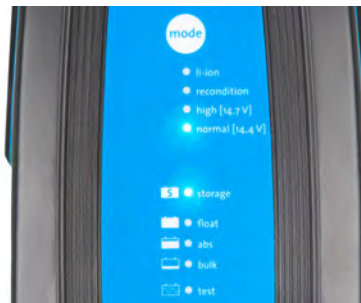 mode
li-ion
recondition
high [14.7 V]
normal [14.4 V]
S storage
float
abs
bulk
test